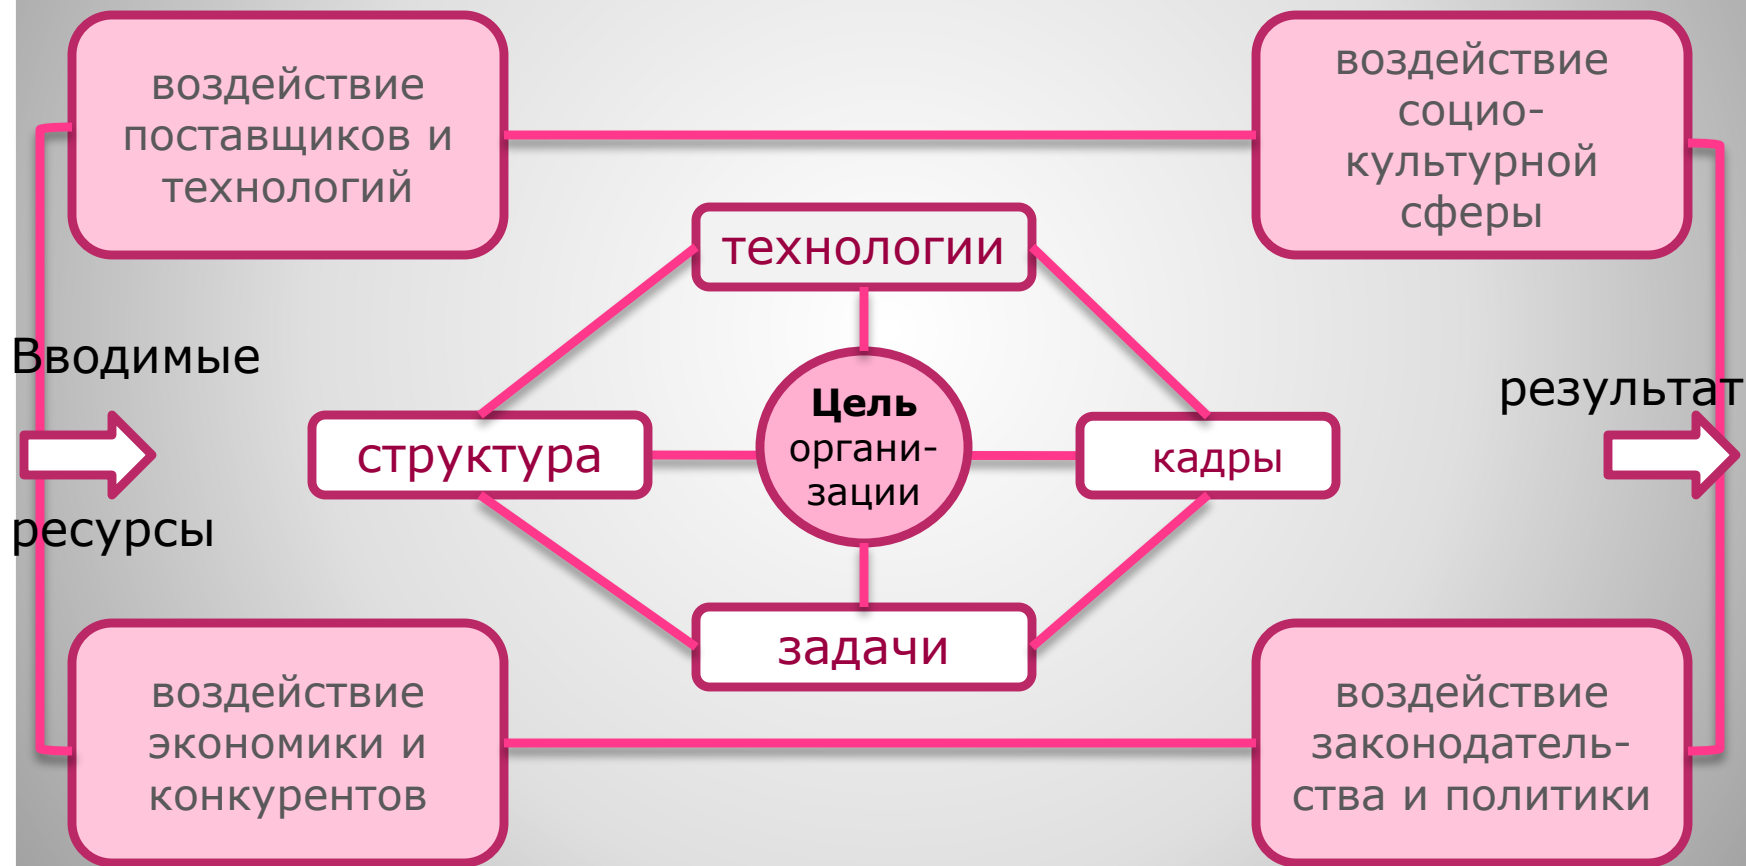 воздействие
поставщиков и
технологий
воздействие
социо-
культурной
сферы
технологии
Вводимые
ресурсы
структура
Цель
органи-
зации
кадры
результат
задачи
воздействие
экономики и
конкурентов
воздействие
законодатель-
ства и политики